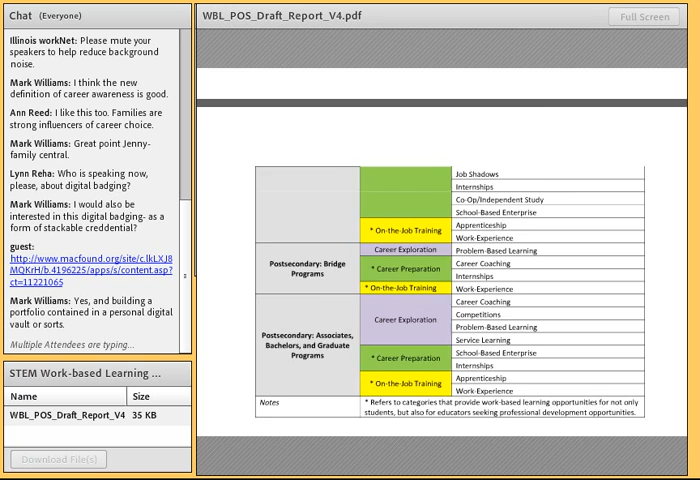 Chat (Everyone)
Illinois workNet: Please mute your
speakers to help reduce background
noise.
Mark Williams: I think the new
definition of career awareness is good.
Ann Reed: I like this too. Families are
strong influencers of career choice.
Mark Williams: Great point Jenny-
family central.
Lynn Reha: Who is speaking now,
please, about digital badging?
Mark Williams: I would also be
interested in this digital badging- as a
form of stackable creddential?
guest:
http://www.macfound.org/site/c.lkLXJ8
MQKrH/b.4196225/apps/s/content.asp?
ct=11221065
Mark Williams: Yes, and building a
portfolio contained in a personal digital
vault or sorts.
Multiple Attendees are typing...
STEM Work-based Learning ...
Name Size
WBL_POS_Draft_Report_V4 35 KB
Download File(s)
WBL_POS_Draft_Report_V4.pdf
Full Screen
Job Shadows
Internships
Co-Op/Independent Study
School-Based Enterprise
* On-the-Job Training
Apprenticeship
Work-Experience
Postsecondary: Bridge
Programs
Career Exploration
Problem-Based Learning
* Career Preparation
Career Coaching
Internships
* On-the-Job Training
Work-Experience
Postsecondary: Associates,
Bachelors, and Graduate
Programs
Career Exploration
Career Coaching
Competitions
Problem-Based Learning
Service Learning
* Career Preparation
School-Based Enterprise
Internships
* On-the-Job Training
Apprenticeship
Work-Experience
Notes
* Refers to categories that provide work-based learning opportunities for not only
students, but also for educators seeking professional development opportunities.